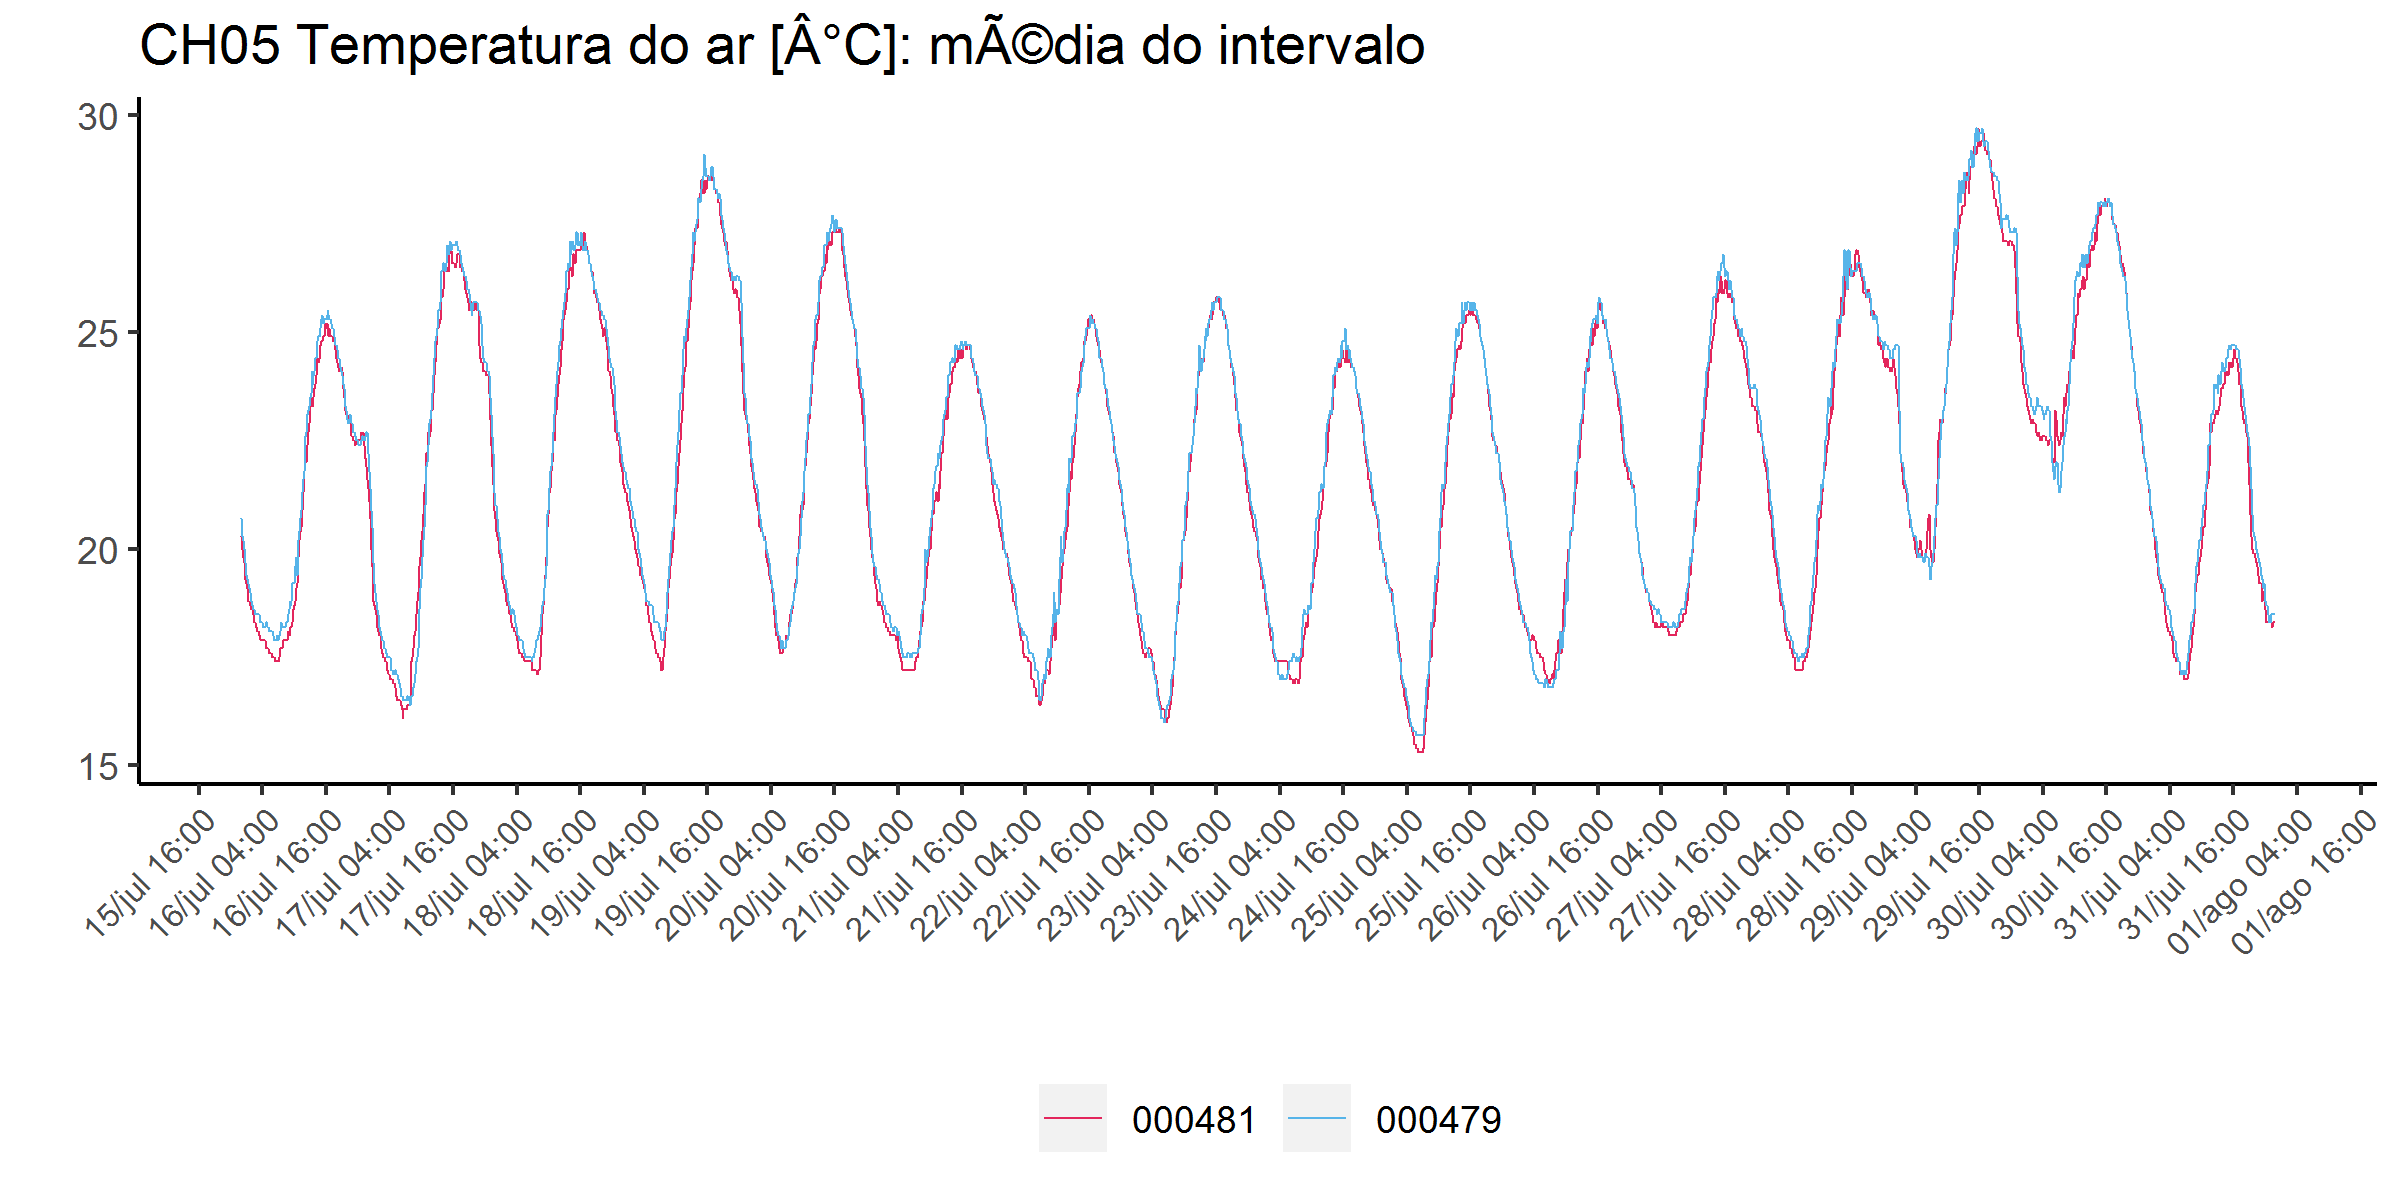 CH05 Temperatura do ar [Â°C]: mÃ©dia do intervalo
30
25
20
15
15/jul 16:00
16/jul 04:00
16/jul 16:00
17/jul 04:00
17/jul 16:00
18/jul 04:00
18/jul 16:00
19/jul 04:00
19/jul 16:00
20/jul 04:00
20/jul 16:00
21/jul 04:00
21/jul 16:00
22/jul 04:00
22/jul 16:00
23/jul 04:00
23/jul 16:00
24/jul 04:00
24/jul 16:00
25/jul 04:00
25/jul 16:00
26/jul 04:00
26/jul 16:00
27/jul 04:00
27/jul 16:00
28/jul 04:00
28/jul 16:00
29/jul 04:00
29/jul 16:00
30/jul 04:00
30/jul 16:00
31/jul 04:00
31/jul 16:00
01/ago 04:00
01/ago 16:00
000481 000479